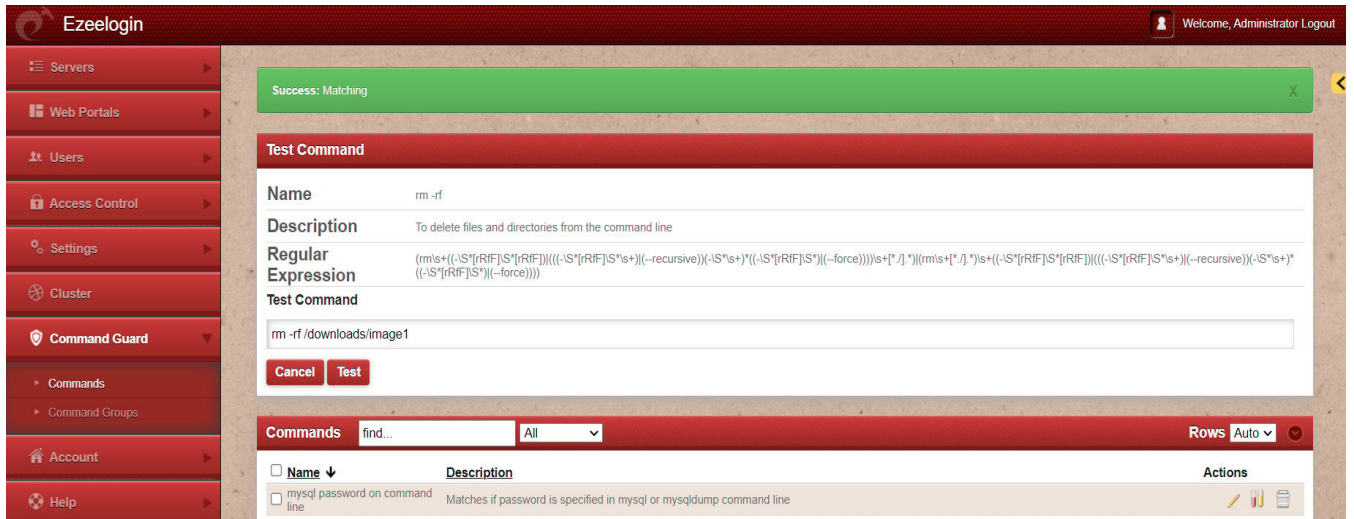 Ezeelogin
Welcome, Administrator Logout
Servers
Web Portals
Users
Access Control
Settings
Cluster
Command Guard
Commands
Command Groups
Account
Help
Success: Matching
X
Test Command
Name rm -rf
Description To delete files and directories from the command line
Regular Expression
(rm\s+((-\S*[rRfF]\S*[rRfF])|(((-\S*[rRfF]\S*\s+)|(--recursive))(-\S*\s+)*((-\S*[rRfF]\S*)|(--force))))\s+[*./].*)|(rm\s+[*./].*)\s+((-\S*[rRfF]\S*[rRfF])|(((-\S*[rRfF]\S*\s+)|(--recursive))(-\S*\s+)*
((-\S*[rRfF]\S*)|(--force))))
Test Command
rm -rf /downloads/image1
Cancel Test
Commands find... All Rows Auto
Name Description Actions
mysql password on command line Matches if password is specified in mysql or mysqldump command line